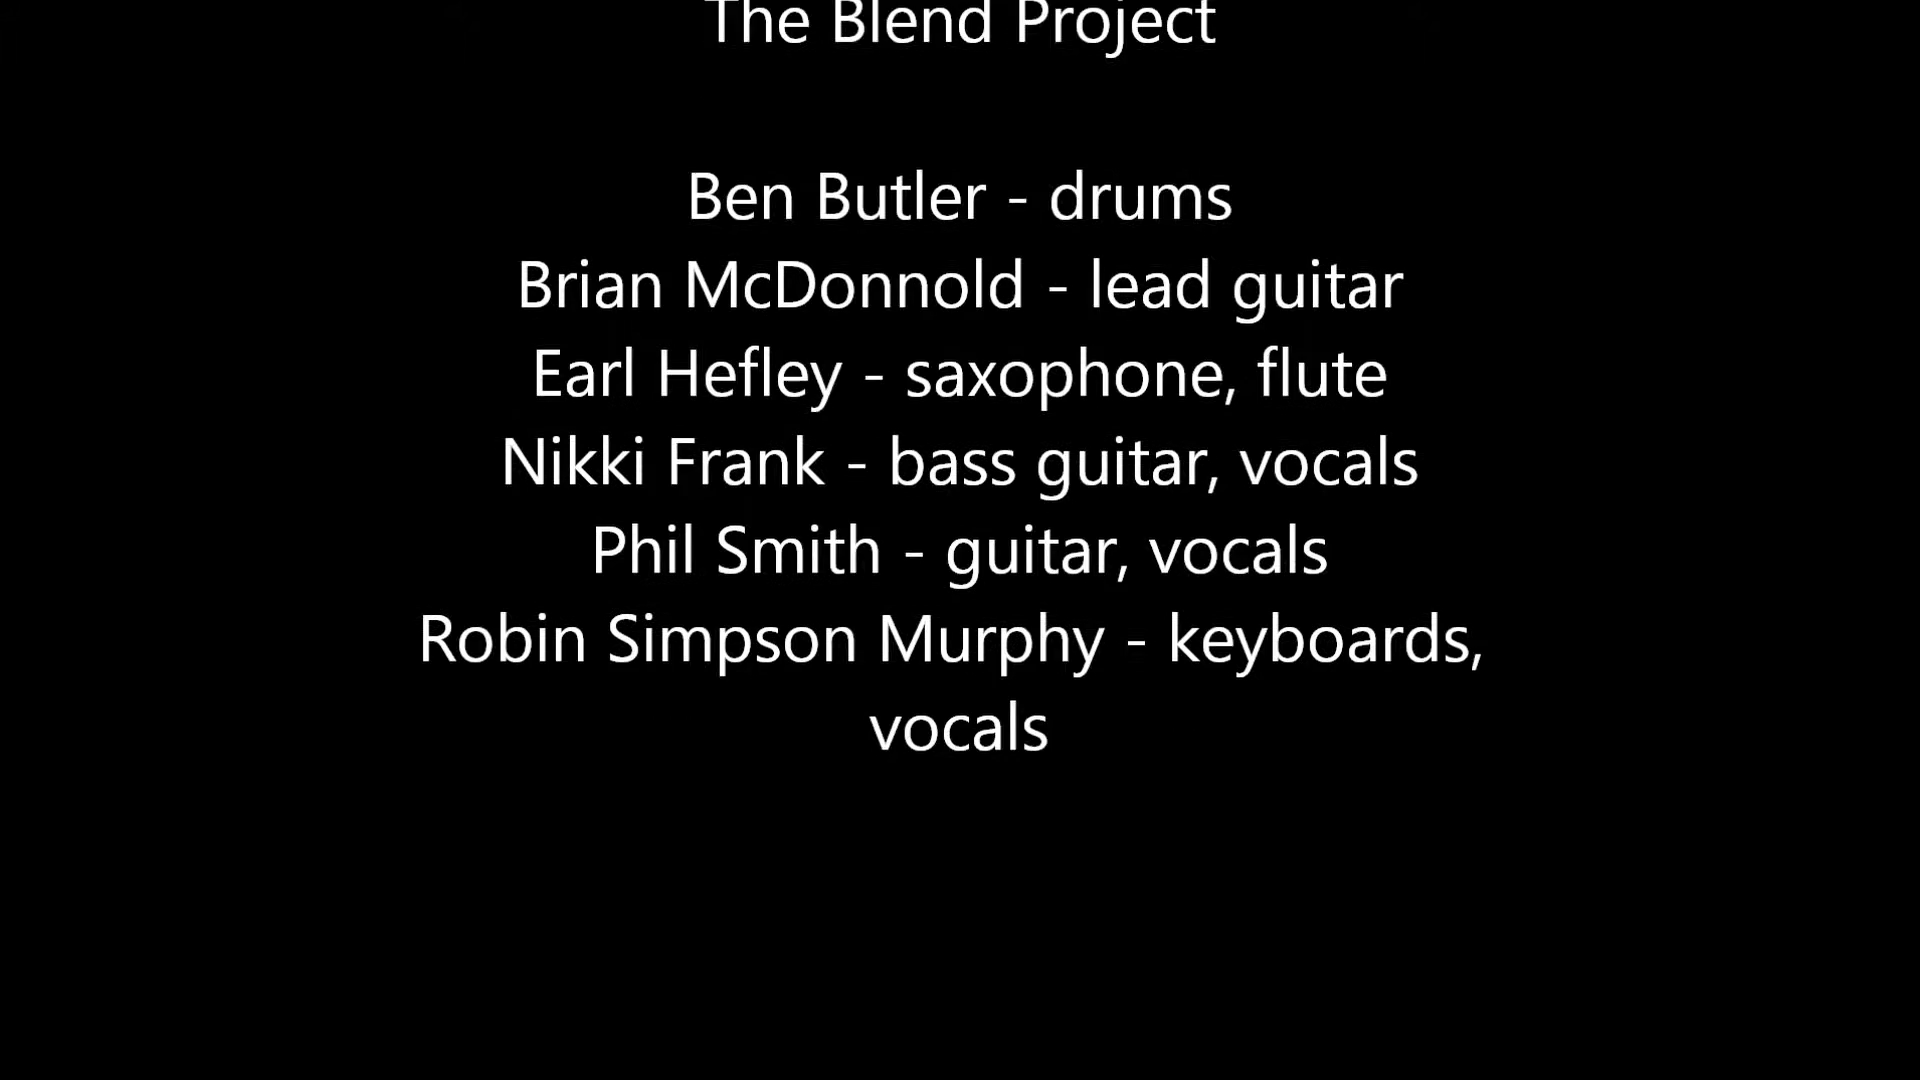 The Blend Project
Ben Butler - drums
Brian McDonnold - lead guitar
Earl Hefley - saxophone, flute
Nikki Frank - bass guitar, vocals
Phil Smith - guitar, vocals
Robin Simpson Murphy - keyboards,
vocals